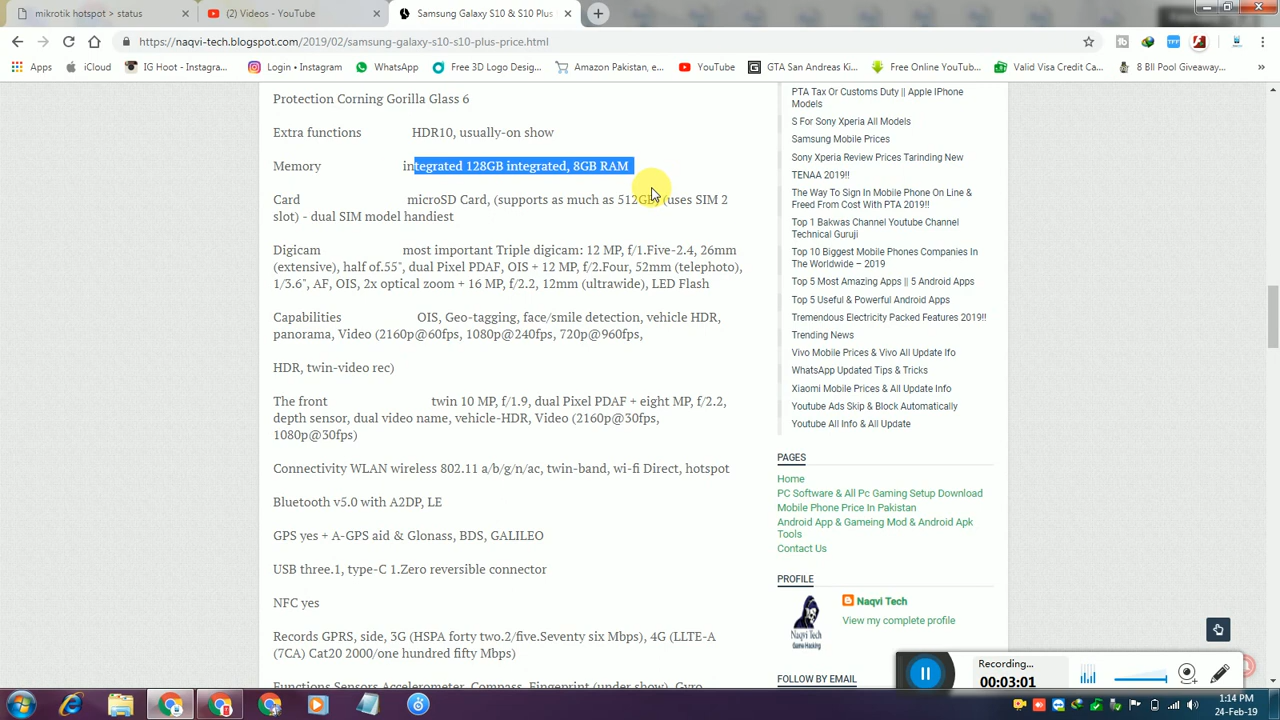 mikrotik hotspot > status
(2) Videos - YouTube
Samsung Galaxy S10 & S10 Plus
https://naqvi-tech.blogspot.com/2019/02/samsung-galaxy-s10-s10-plus-price.html
Apps
iCloud
IG Hoot - Instagra...
Login • Instagram
WhatsApp
Free 3D Logo Desig...
Amazon Pakistan, e...
YouTube
GTA San Andreas Ki...
Free Online YouTub...
Valid Visa Credit Ca...
8 Bll Pool Giveaway...
Protection Corning Gorilla Glass 6
Extra functions HDR10, usually-on show
Memory integrated 128GB integrated, 8GB RAM
Card microSD Card, (supports as much as 512GB (uses SIM 2
slot) - dual SIM model handiest
Digicam most important Triple digicam: 12 MP, f/1.Five-2.4, 26mm
(extensive), half of.55", dual Pixel PDAF, OIS + 12 MP, f/2.Four, 52mm (telephoto),
1/3.6", AF, OIS, 2x optical zoom + 16 MP, f/2.2, 12mm (ultrawide), LED Flash
Capabilities OIS, Geo-tagging, face/smile detection, vehicle HDR,
panorama, Video (2160p@60fps, 1080p@240fps, 720p@960fps,
HDR, twin-video rec)
The front twin 10 MP, f/1.9, dual Pixel PDAF + eight MP, f/2.2,
depth sensor, dual video name, vehicle-HDR, Video (2160p@30fps,
1080p@30fps)
Connectivity WLAN wireless 802.11 a/b/g/n/ac, twin-band, wi-fi Direct, hotspot
Bluetooth v5.0 with A2DP, LE
GPS yes + A-GPS aid & Glonass, BDS, GALILEO
USB three.1, type-C 1.Zero reversible connector
NFC yes
Records GPRS, side, 3G (HSPA forty two.2/five.Seventy six Mbps), 4G (LLTE-A
(7CA) Cat20 2000/one hundred fifty Mbps)
Functions Sensors Accelerometer, Compass, Fingerprint (under show), Gyro
PTA Tax Or Customs Duty || Apple IPhone
Models
S For Sony Xperia All Models
Samsung Mobile Prices
Sony Xperia Review Prices Tarinding New
TENAA 2019!!
The Way To Sign In Mobile Phone On Line &
Freed From Cost With PTA 2019!!
Top 1 Bakwas Channel Youtube Channel
Technical Guruji
Top 10 Biggest Mobile Phones Companies In
The Worldwide – 2019
Top 5 Most Amazing Apps || 5 Android Apps
Top 5 Useful & Powerful Android Apps
Tremendous Electricity Packed Features 2019!!
Trending News
Vivo Mobile Prices & Vivo All Update Ifo
WhatsApp Updated Tips & Tricks
Xiaomi Mobile Prices & All Update Info
Youtube Ads Skip & Block Automatically
Youtube All Info & All Update
PAGES
Home
PC Software & All Pc Gaming Setup Download
Mobile Phone Price In Pakistan
Android App & Gameing Mod & Android Apk
Tools
Contact Us
PROFILE
Naqvi Tech
View my complete profile
Naqvi Tech
Game Hacking
FOLLOW BY EMAIL
Recording...
00:03:01
1:14 PM
24-Feb-19